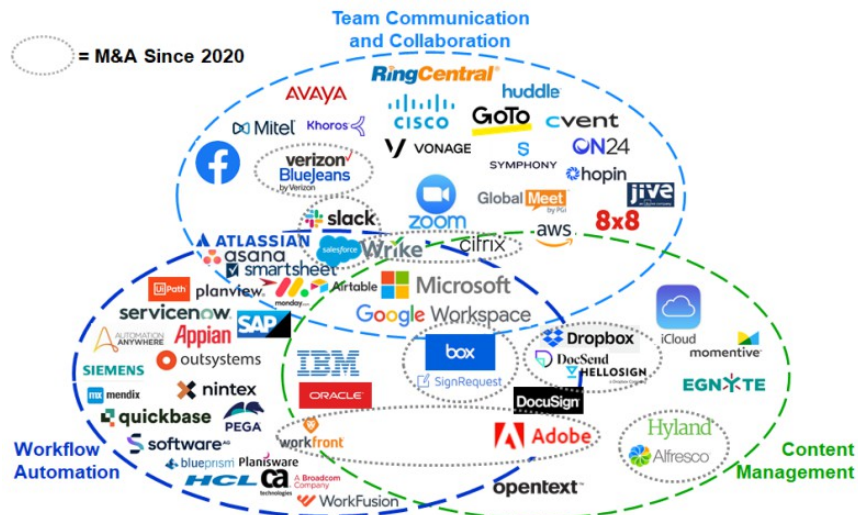 Team Communication
and Collaboration
= M&A Since 2020
RingCentral®
AVAYA
huddle
CISCO
GoTo
cvent
Mitel
Khoros
VONAGE
ON24
SYMPHONY
hopin
verizon✓
BlueJeans
by Verizon
zoom
GlobalMeet
by PGi
jive
slack
aws
8x8
ATLASSIAN
salesforce
Wrike
citrix
asana
smartsheet
UiPath
planview
monday.com
Airtable
Microsoft
iCloud
servicenow
SAP
Google Workspace
AUTOMATION
ANYWHERE
Appian
box
Dropbox
momentive
outsystems
IBM
DocSend
SIEMENS
SignRequest
HELLOSIGN
EGNYTE
mx mendix
nintex
ORACLE
DocuSign
quickbase
PEGA
Hyland
software AG
workfront
Adobe
Workflow
Automation
Alfresco
Content
Management
blueprism
Planisware
HCL
ca
technologies
A Broadcom
Company
opentext™
WorkFusion